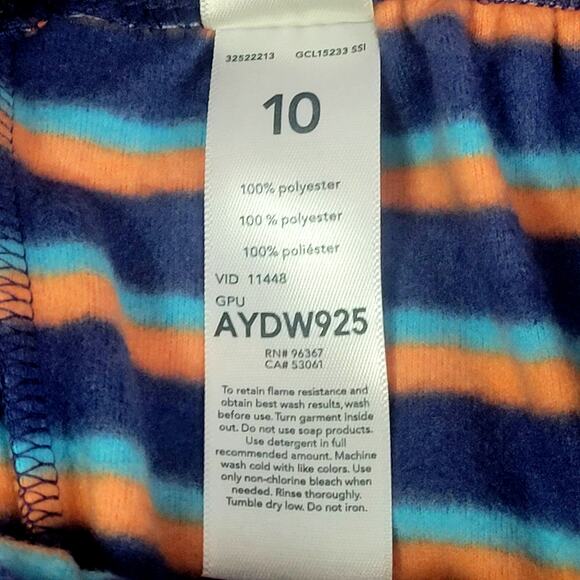 32522213 GCL15233 SSI
10
100% polyester
100 % polyester
100% poliéster
VID 11448
GPU
AYDW925
RN# 96367
CA# 53061
To retain flame resistance and
obtain best wash results, wash
before use. Turn garment inside
out. Do not use soap products.
Use detergent in full
recommended amount. Machine
wash cold with like colors. Use
only non-chlorine bleach when
needed. Rinse thoroughly.
Tumble dry low. Do not iron.